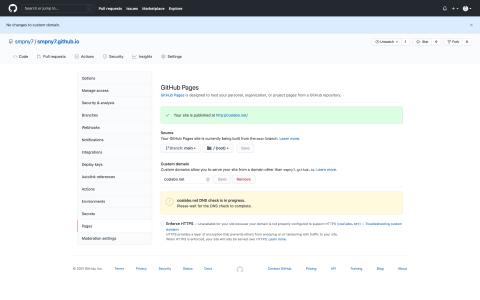 Search or jump to...
Pull requests Issues Marketplace Explore
No changes to custom domain.
smpny7 / smpny7.github.io
Unwatch 1 Star 0 Fork 0
Code Pull requests Actions Security Insights Settings
Options
Manage access
Security & analysis
Branches
Webhooks
Notifications
Integrations
Deploy keys
Autolink references
Actions
Environments
Secrets
Pages
Moderation settings
GitHub Pages
GitHub Pages is designed to host your personal, organization, or project pages from a GitHub repository.
Your site is published at http://codabo.net/
Source
Your GitHub Pages site is currently being built from the main branch. Learn more.
Branch: main
/ (root)
Save
Custom domain
Custom domains allow you to serve your site from a domain other than smpny7.github.io. Learn more.
Save
Remove
DNS check is in progress.
Please wait for the DNS check to complete.
Enforce HTTPS — Unavailable for your site because your domain is not properly configured to support HTTPS
Troubleshooting custom domains
HTTPS provides a layer of encryption that prevents others from snooping on or tampering with traffic to your site.
When HTTPS is enforced, your site will only be served over HTTPS. Learn more.
© 2021 GitHub, Inc. Terms Privacy Security Status Docs
Contact GitHub Pricing API Training Blog About